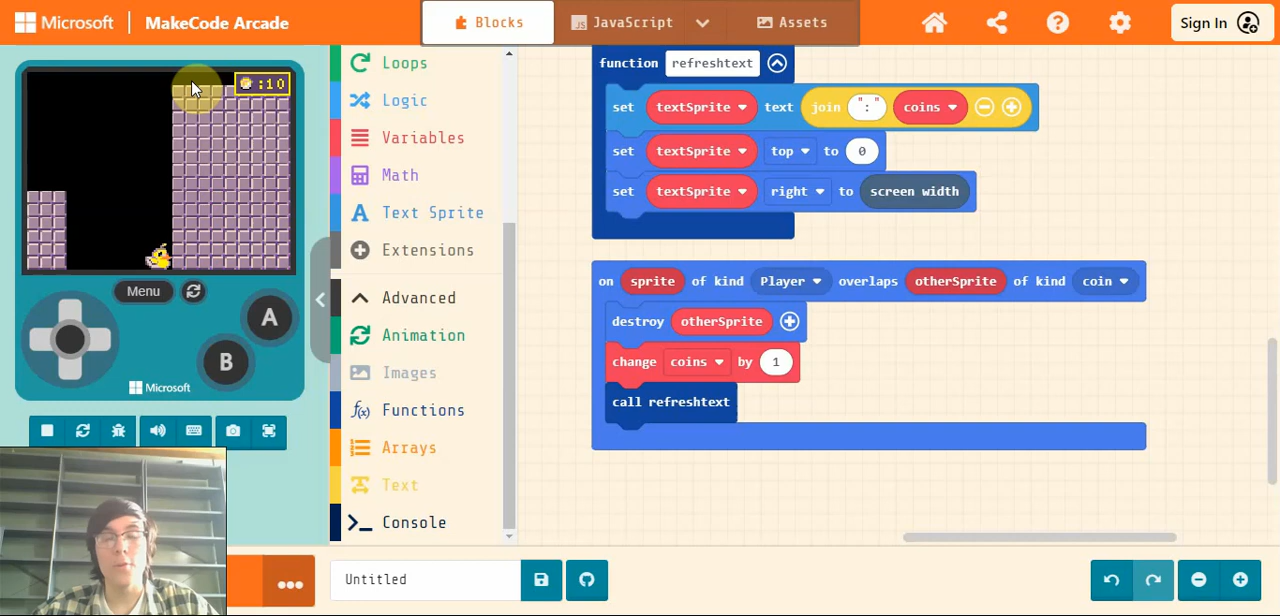 Microsoft | MakeCode Arcade
Blocks
JS JavaScript
Assets
Sign In
:10
Menu
A
B
Microsoft
Loops
Logic
Variables
Math
Text Sprite
Extensions
Advanced
Animation
Images
Functions
Arrays
Text
Console
function refreshtext
set textSprite text join ":" coins
set textSprite top to 0
set textSprite right to screen width
on sprite of kind Player overlaps otherSprite of kind coin
destroy otherSprite
change coins by 1
call refreshtext
Untitled